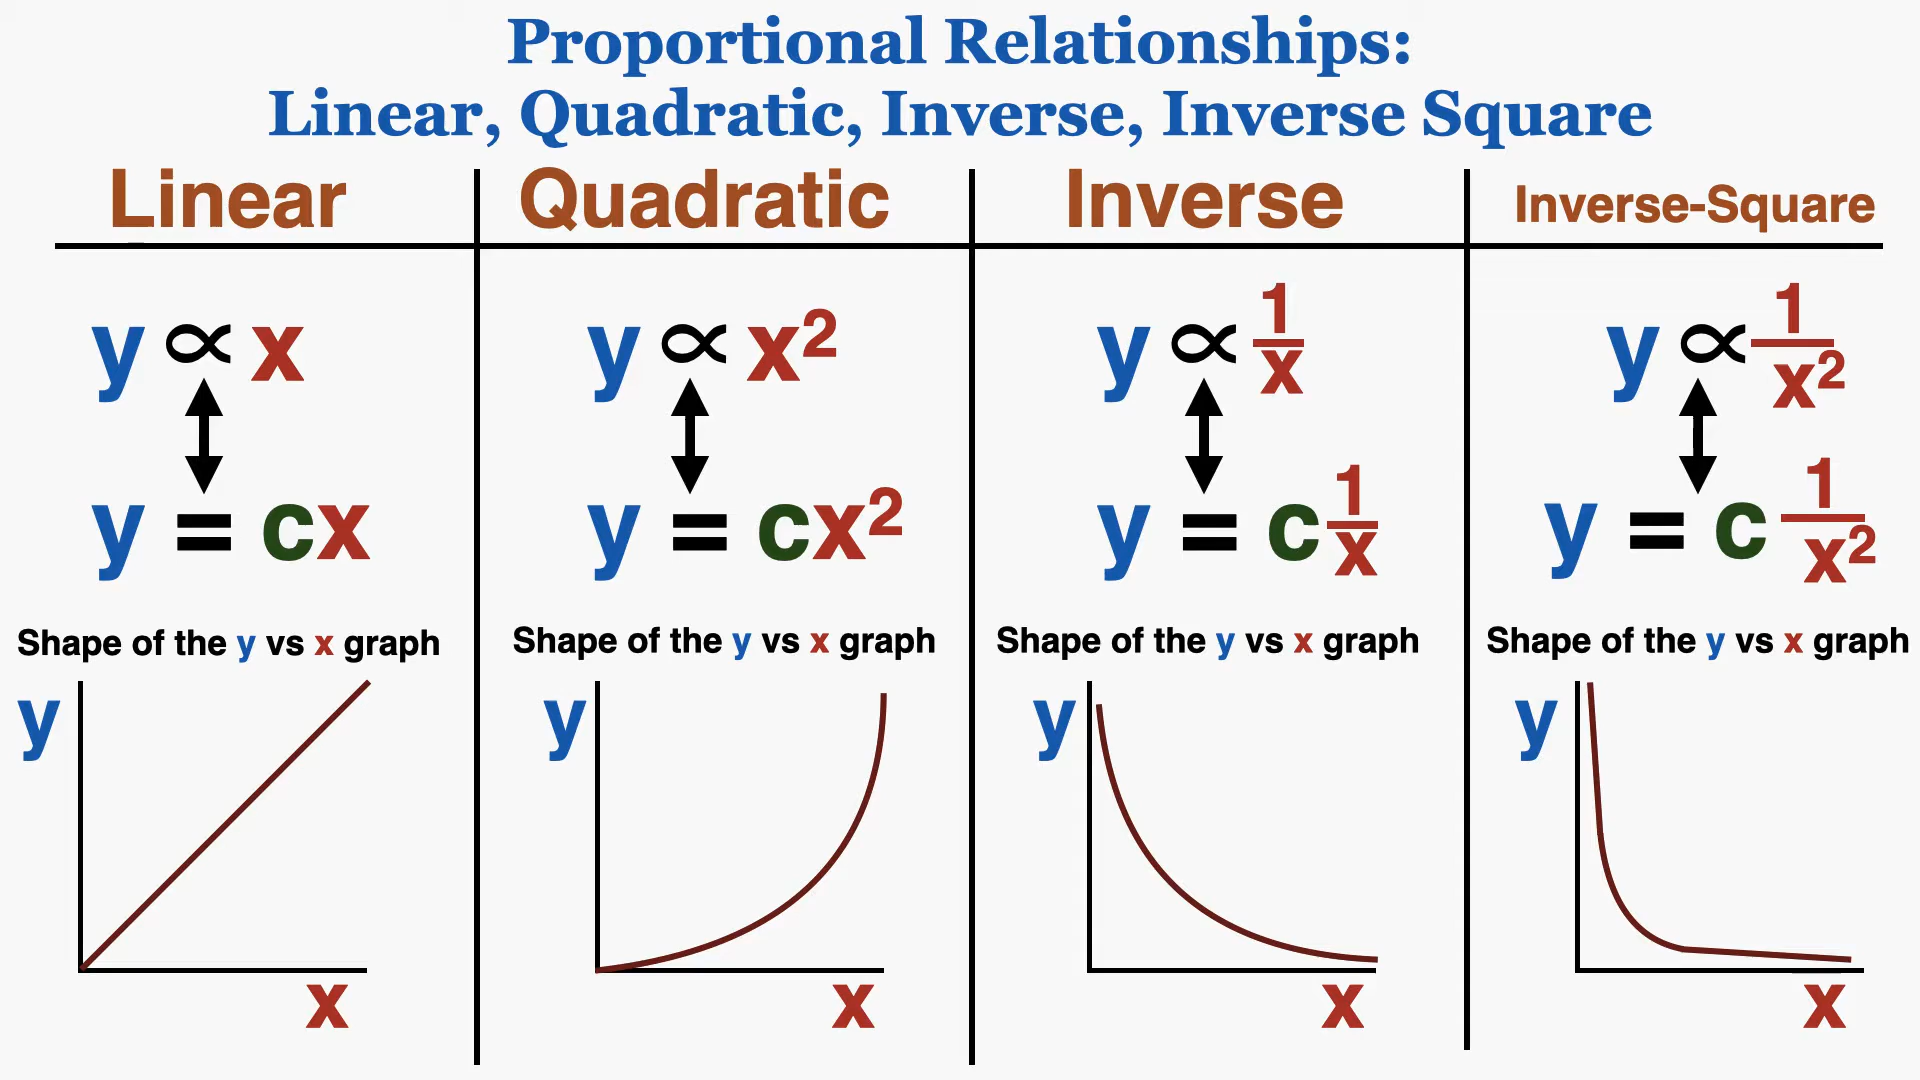 Proportional Relationships:
Linear, Quadratic, Inverse, Inverse Square
Linear
y ∝ x
y = cx
Shape of the y vs x graph
y
x
Quadratic
y ∝ x²
y = cx²
Shape of the y vs x graph
y
x
Inverse
y ∝ 1/x
y = c 1/x
Shape of the y vs x graph
y
x
Inverse-Square
y ∝ 1/x²
y = c 1/x²
Shape of the y vs x graph
y
x